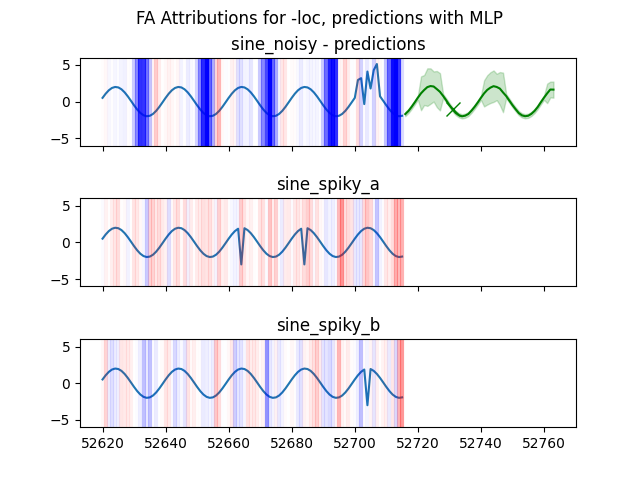 FA Attributions for -loc, predictions with MLP
sine_noisy - predictions
5
0
−5
sine_spiky_a
5
0
−5
sine_spiky_b
5
0
−5
52620 52640 52660 52680 52700 52720 52740 52760